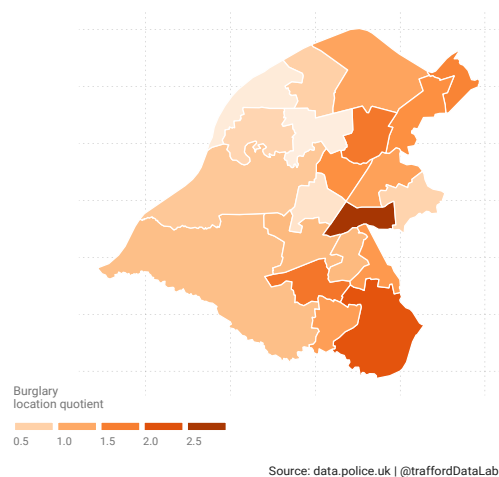 Burglary
location quotient
0.5 1.0 1.5 2.0 2.5
Source: data.police.uk | @traffordDataLab